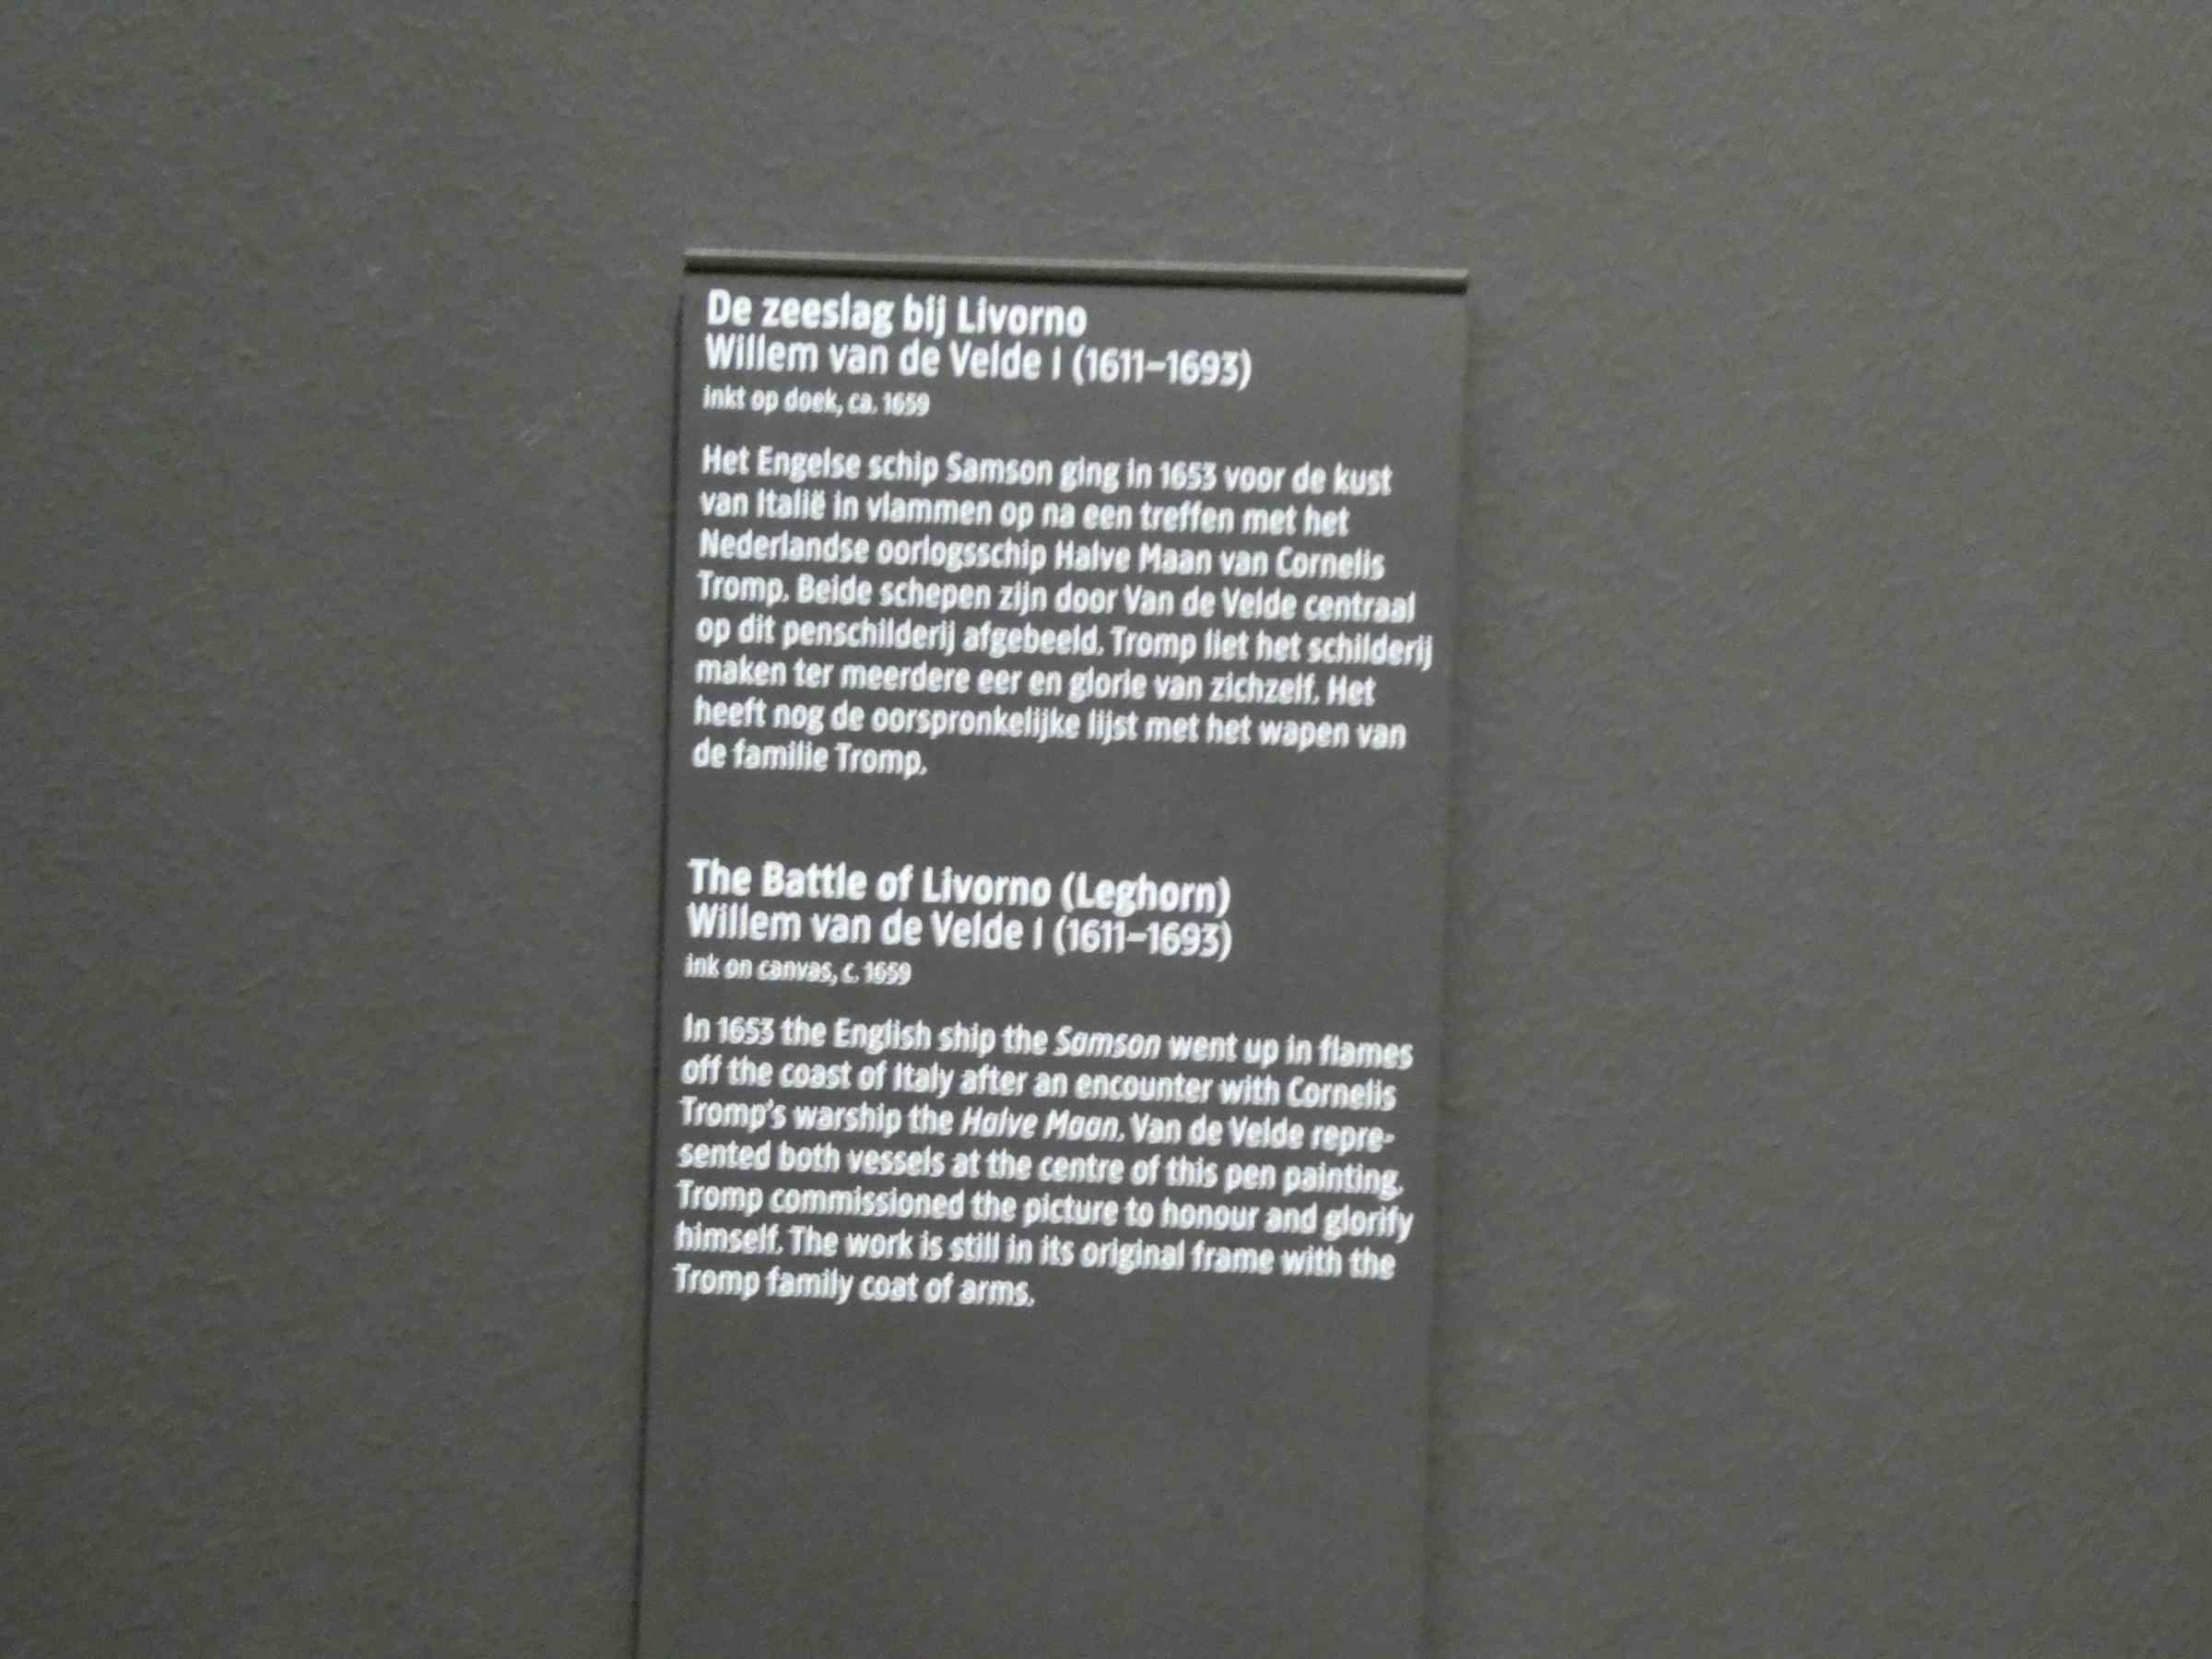 De zeeslag bij Livorno
Willem van de Velde I (1611–1693)
inkt op doek, ca. 1659
Het Engelse schip Samson ging in 1653 voor de kust
van Italië in vlammen op na een treffen met het
Nederlandse oorlogsschip Halve Maan van Cornelis
Tromp. Beide schepen zijn door Van de Velde centraal
op dit penschilderij afgebeeld. Tromp liet het schilderij
maken ter meerdere eer en glorie van zichzelf. Het
heeft nog de oorspronkelijke lijst met het wapen van
de familie Tromp.
The Battle of Livorno (Leghorn)
Willem van de Velde I (1611–1693)
ink on canvas, c. 1659
In 1653 the English ship the Samson went up in flames
off the coast of Italy after an encounter with Cornelis
Tromp's warship the Halve Maan. Van de Velde repre-
sented both vessels at the centre of this pen painting.
Tromp commissioned the picture to honour and glorify
himself. The work is still in its original frame with the
Tromp family coat of arms.